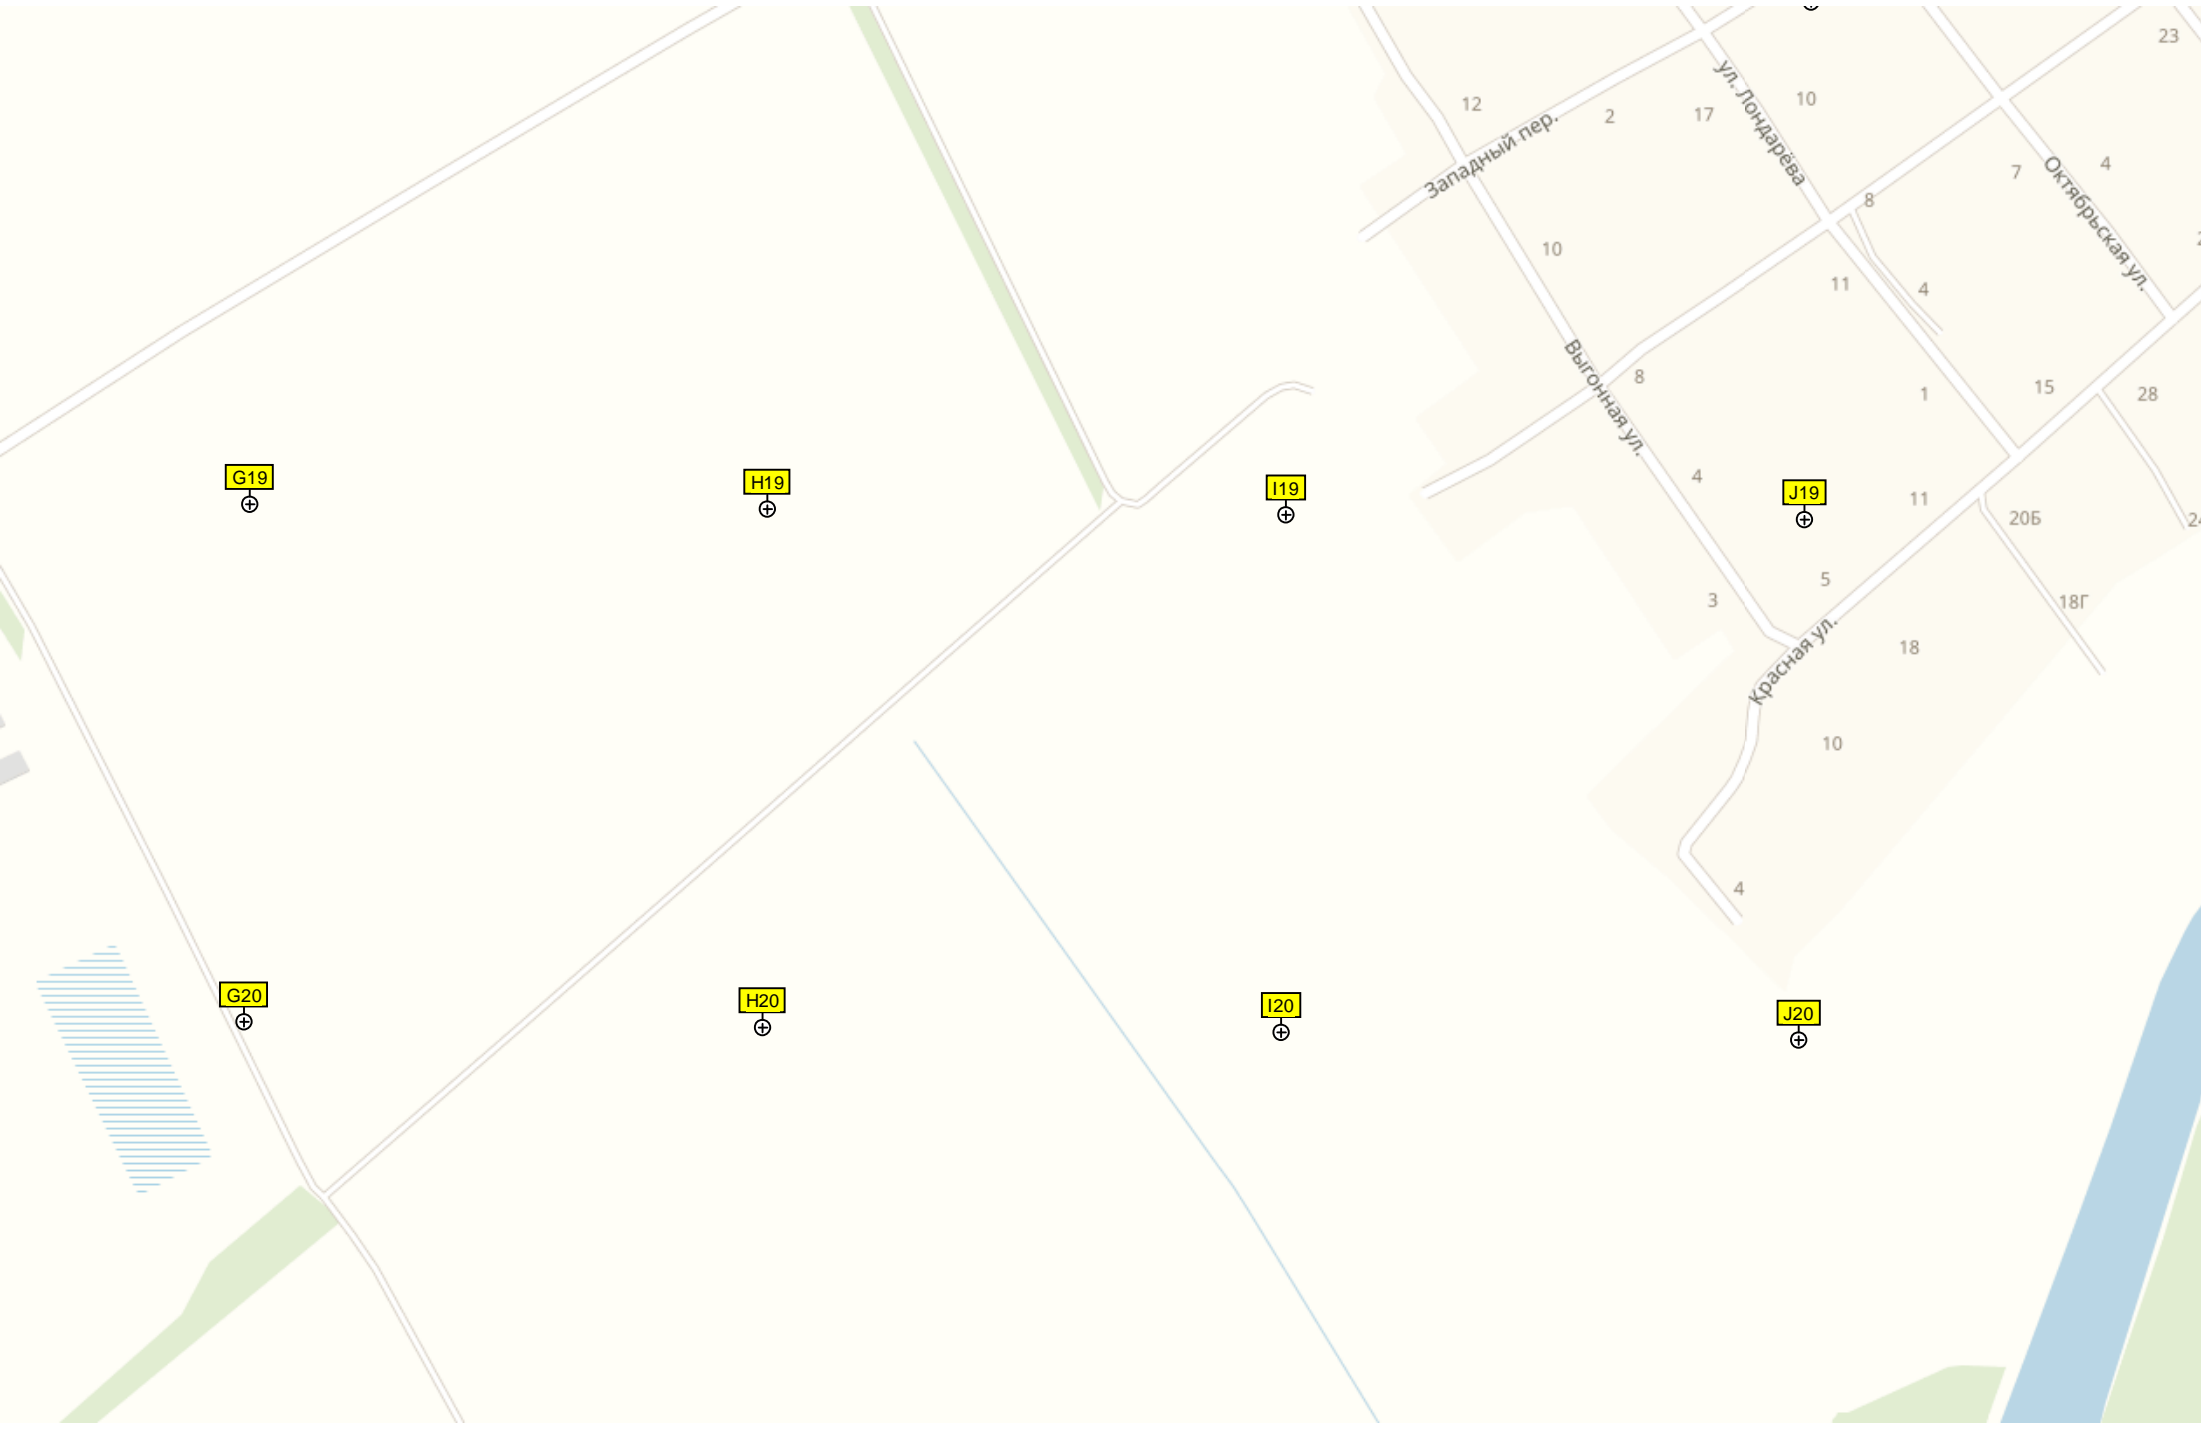 23
12
Западный пер.
2
17
ул. Лондарёва
10
7
Октябрьская ул.
4
8
10
11
4
Выгонная ул.
8
1
15
28
G19
H19
I19
4
J19
11
20Б
5
3
18Г
Красная ул.
18
10
4
G20
H20
I20
J20